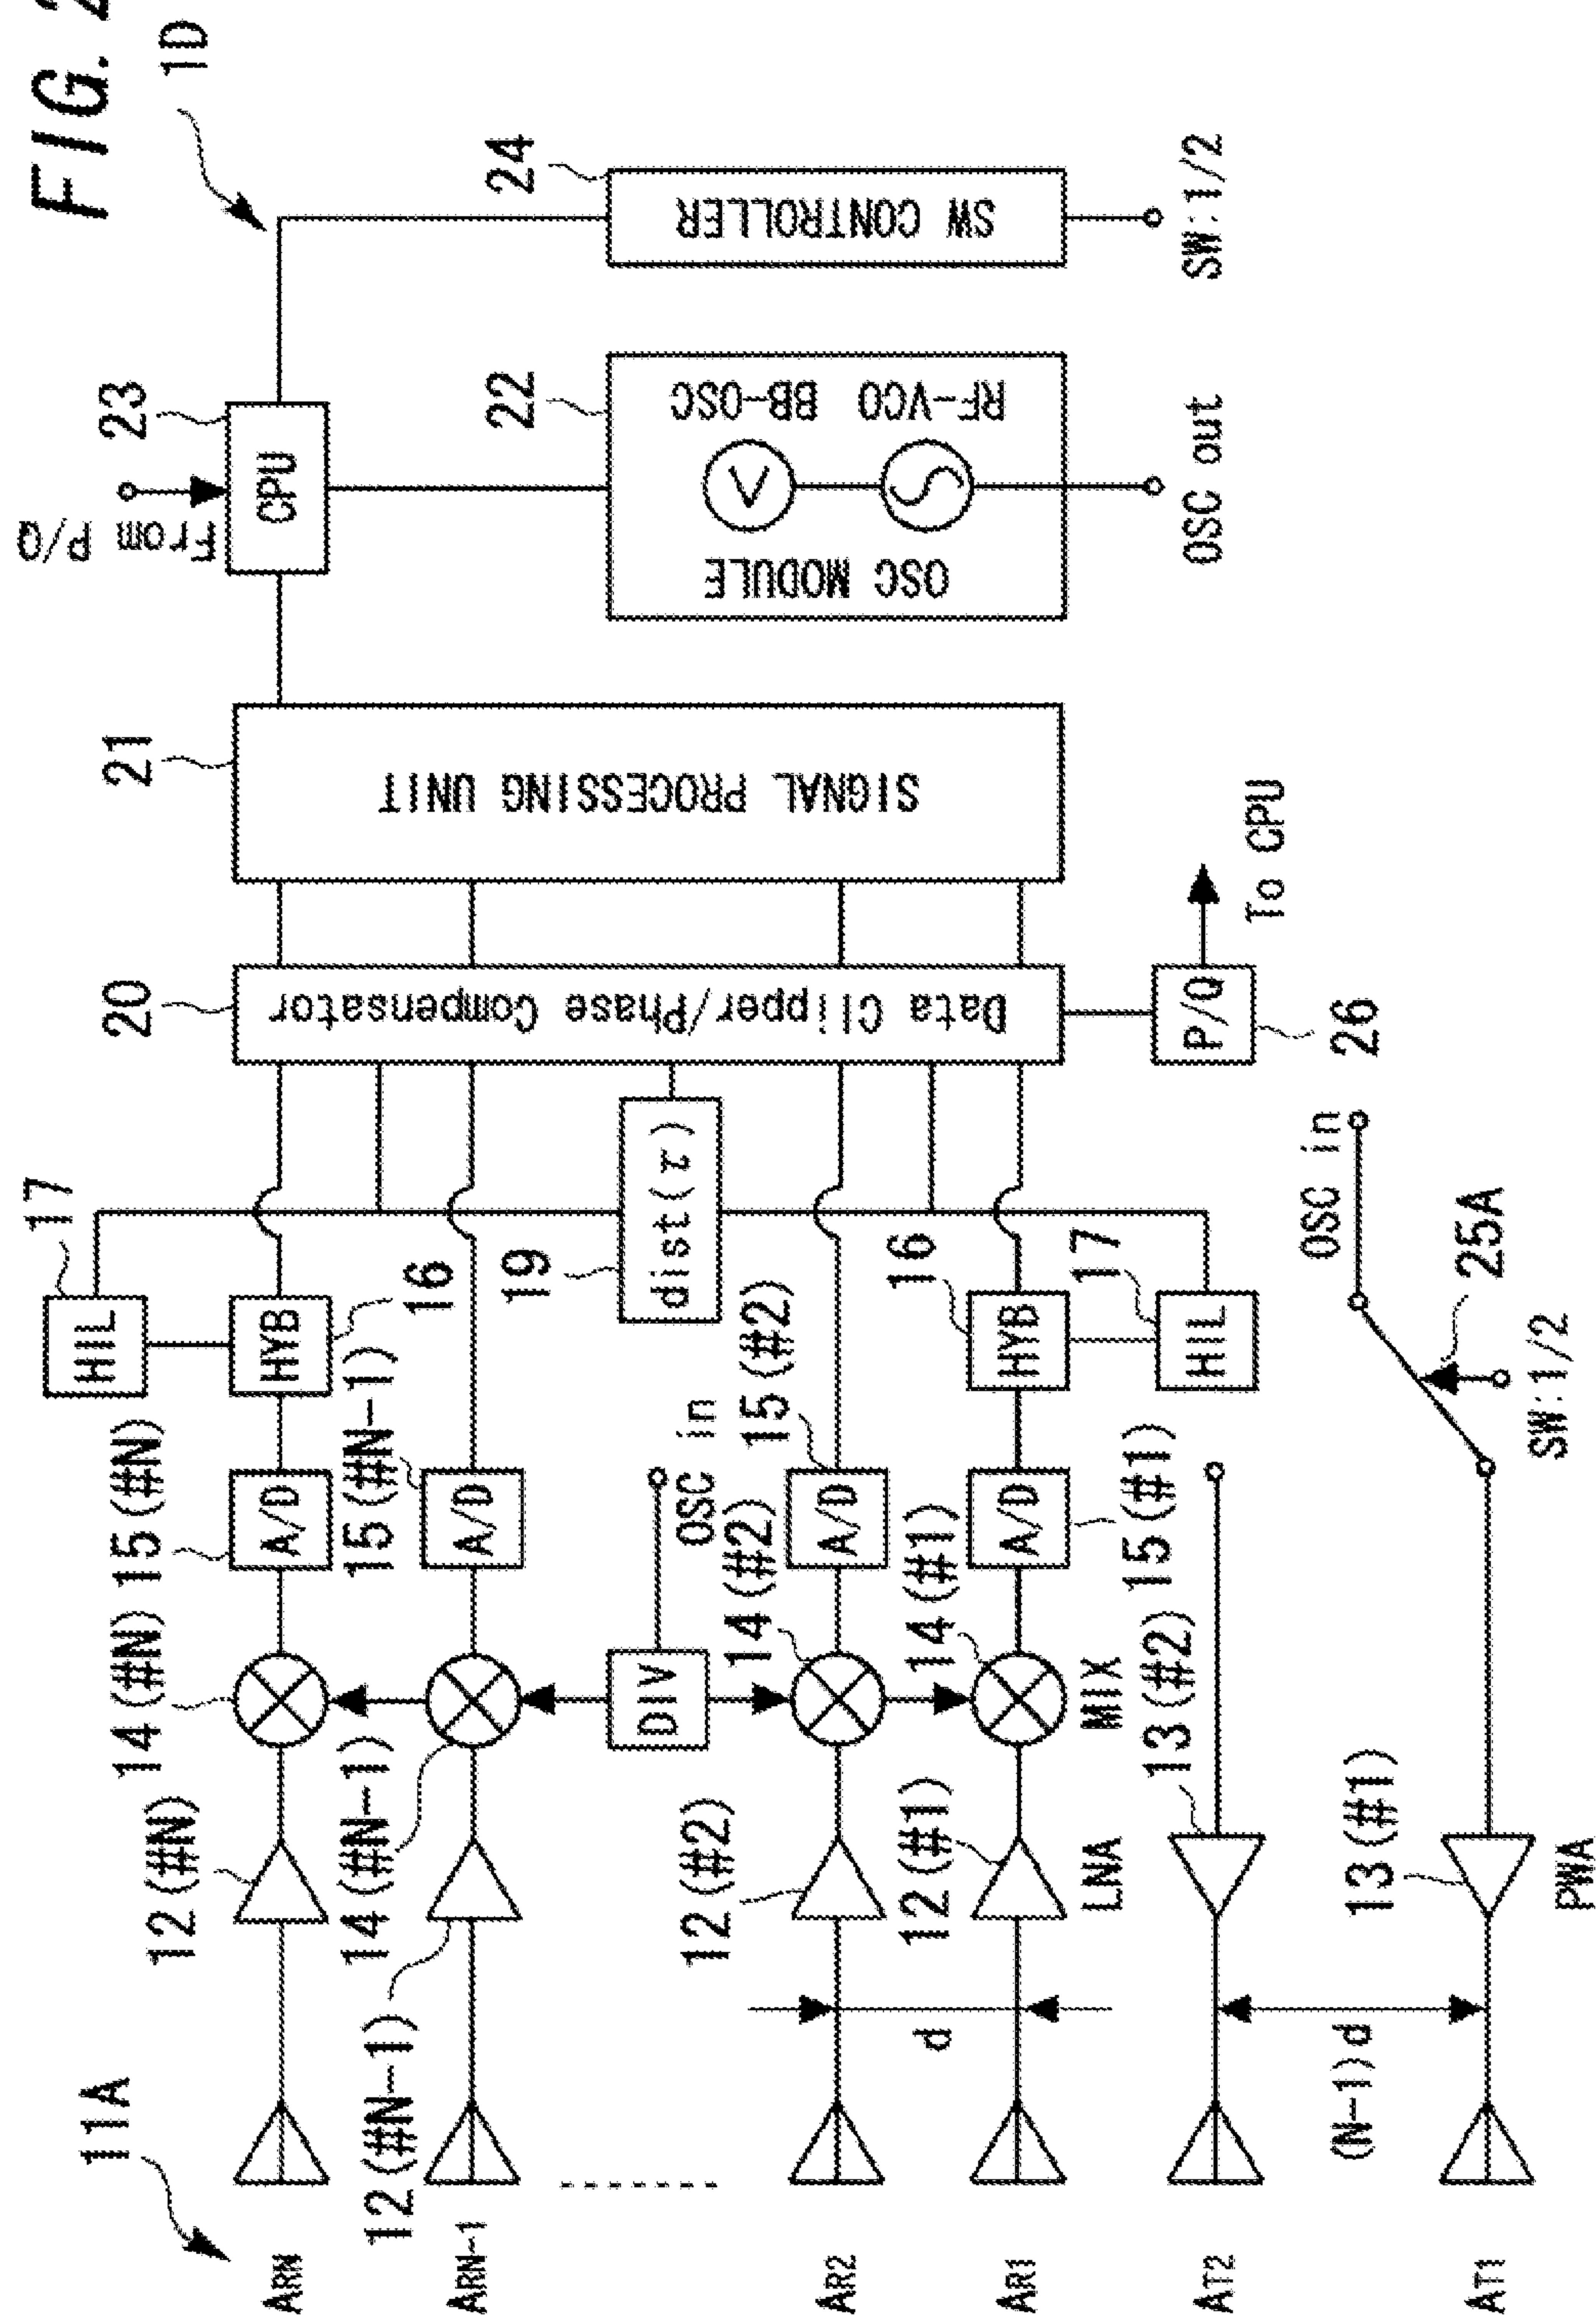 FIG. 2
1D
11A
17
HIL
16
HYB
12 (#N)
14 (#N)
15 (#N)
A/D
ARN
12 (#N-1)
14 (#N-1)
15 (#N-1)
A/D
ARN-1
DIV
OSC in
19
dist(τ)
12 (#2)
14 (#2)
15 (#2)
A/D
AR2
d
12 (#1)
14 (#1)
15 (#1)
A/D
16
HYB
17
HIL
AR1
LNA
MIX
13 (#2)
AT2
(N-1)d
13 (#1)
AT1
PWA
OSC in
25A
SW:1/2
20
Data Clipper/Phase Compensator
P/Q
26
To CPU
21
SIGNAL PROCESSING UNIT
From P/Q
23
CPU
22
OSC MODULE
RF-VCO BB-OSC
V
OSC out
24
SW CONTROLLER
SW:1/2